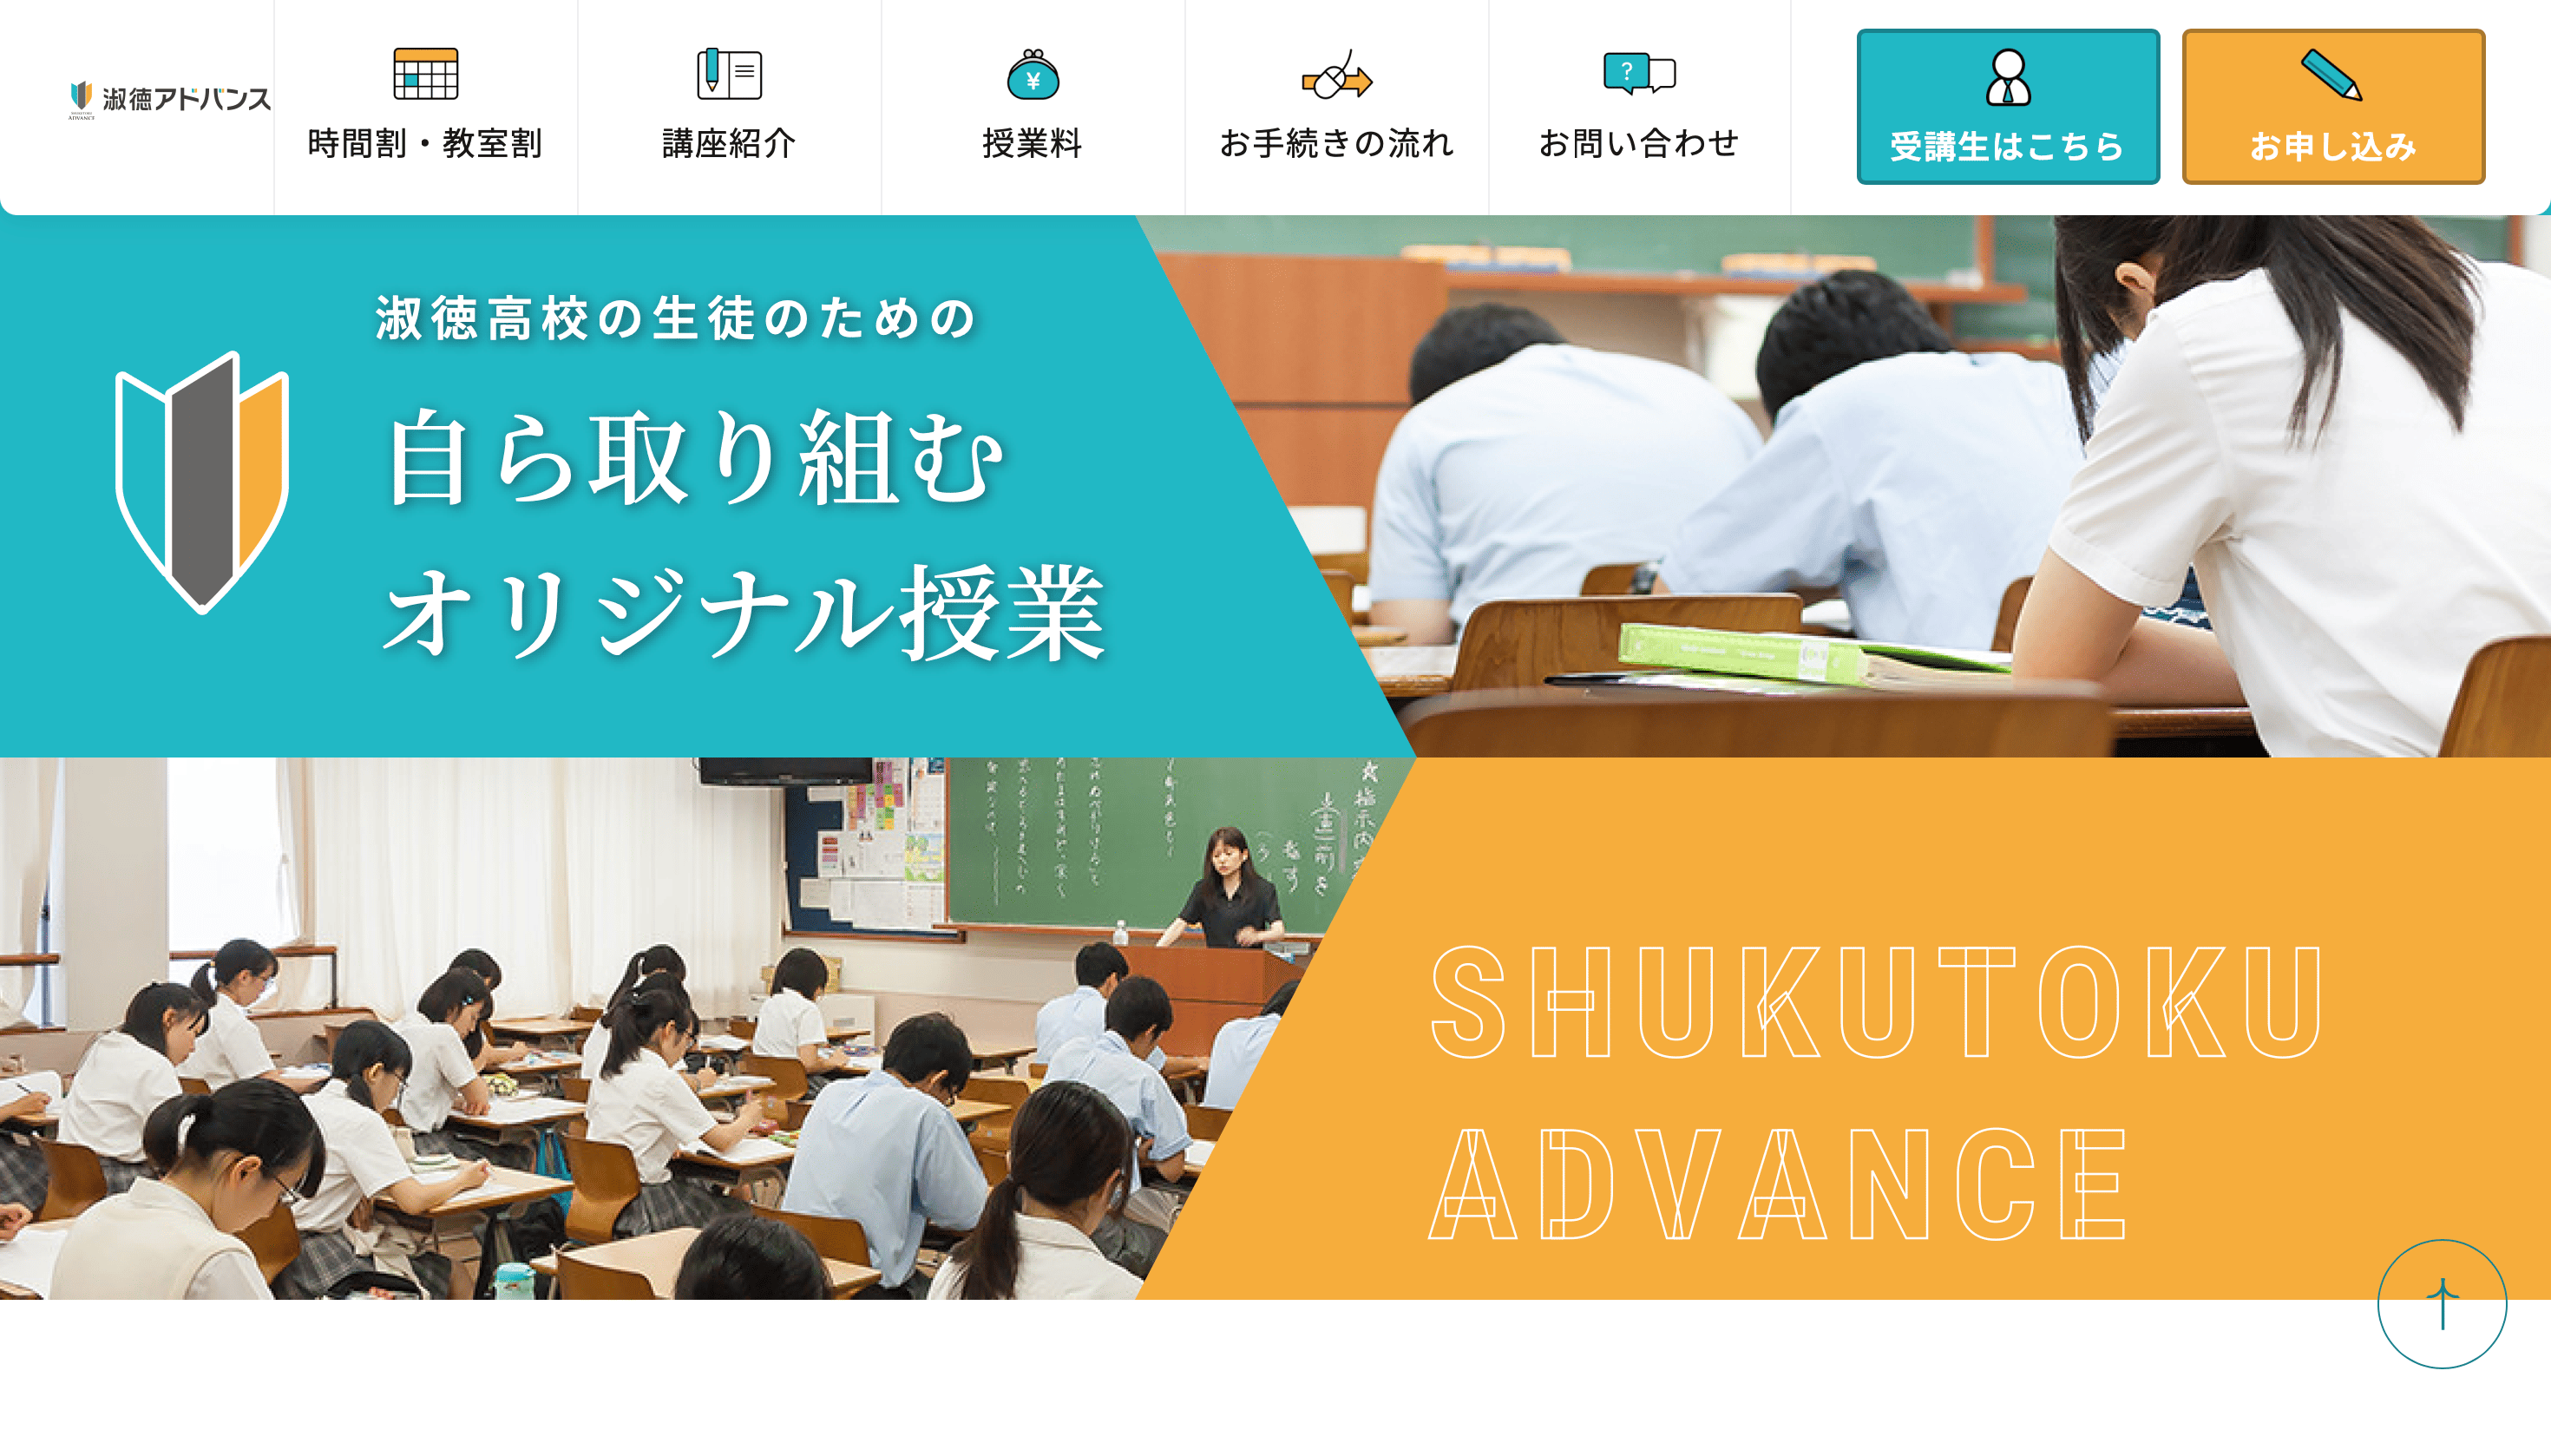 淑徳アドバンス
ADVANCE
時間割・教室割
講座紹介
¥
授業料
お手続きの流れ
?
お問い合わせ
受講生はこちら
お申し込み
淑徳高校の生徒のための
自ら取り組む
オリジナル授業
SHUKUTOKU
ADVANCE